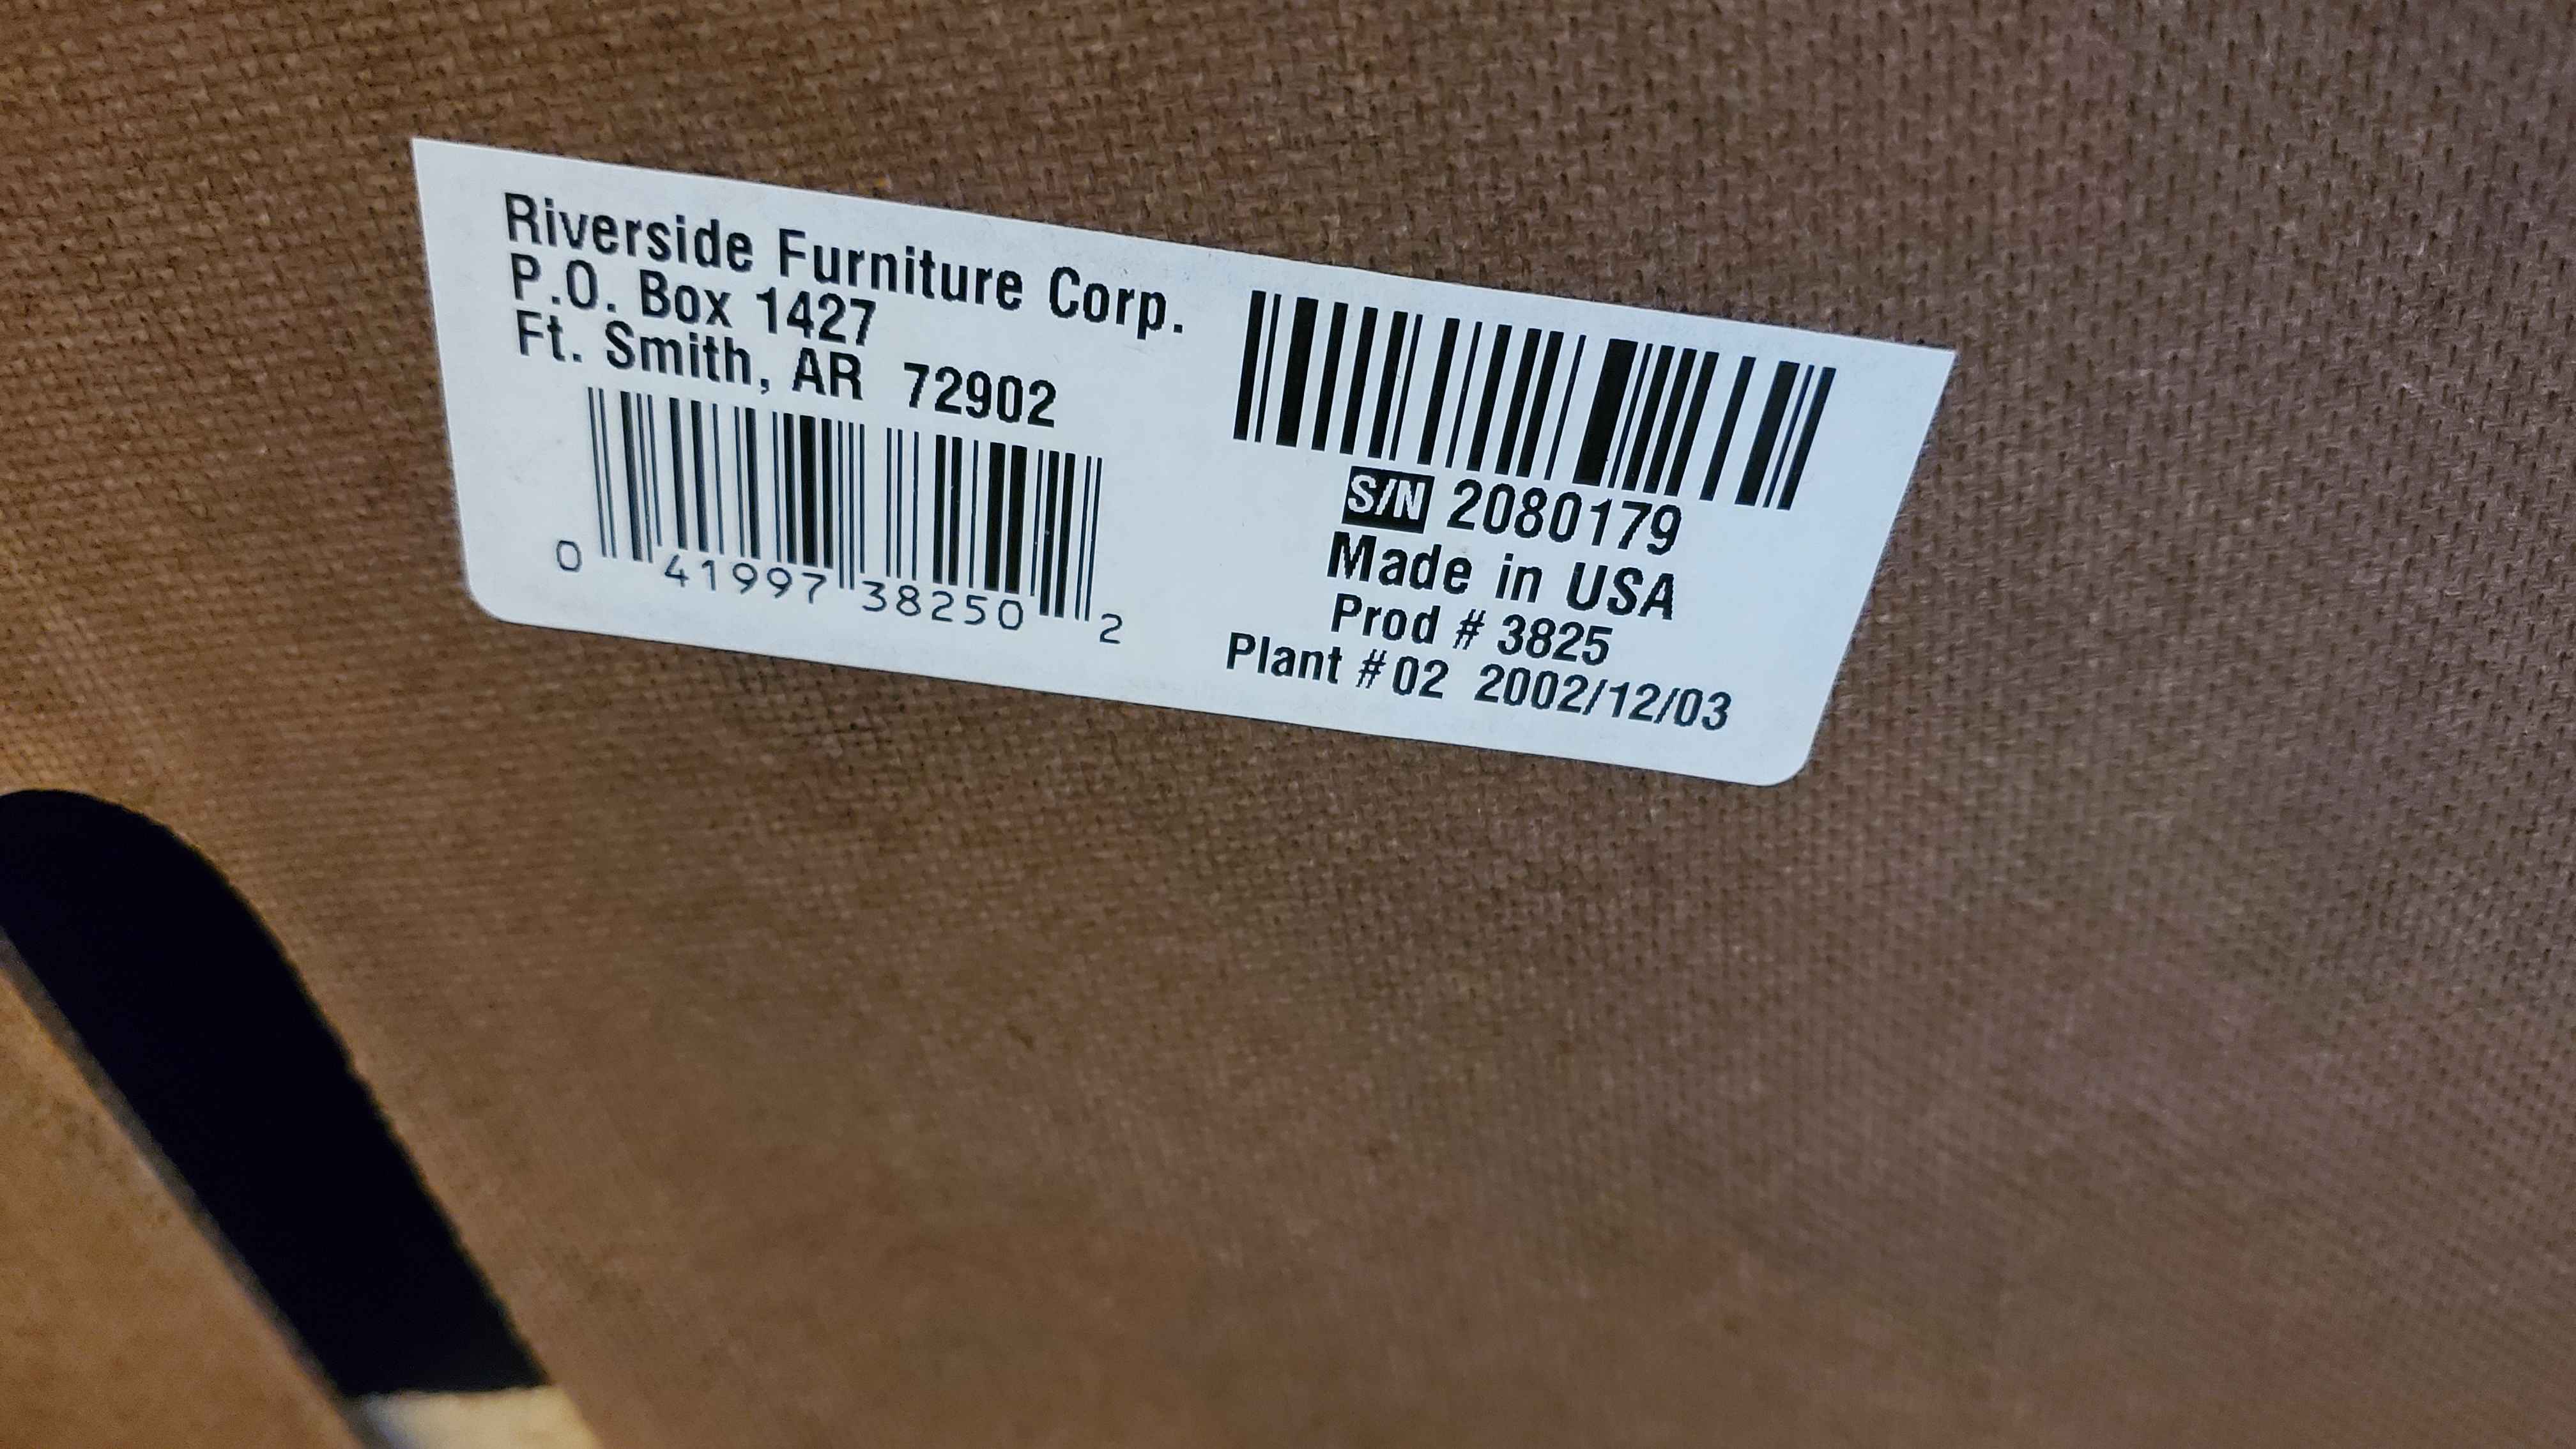 Riverside Furniture Corp.
P.O. Box 1427
Ft. Smith, AR 72902
0 41997 38250 2
S/N 2080179
Made in USA
Prod # 3825
Plant # 02 2002/12/03